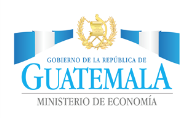 GOBIERNO DE LA REPÚBLICA DE
GUATEMALA
MINISTERIO DE ECONOMÍA